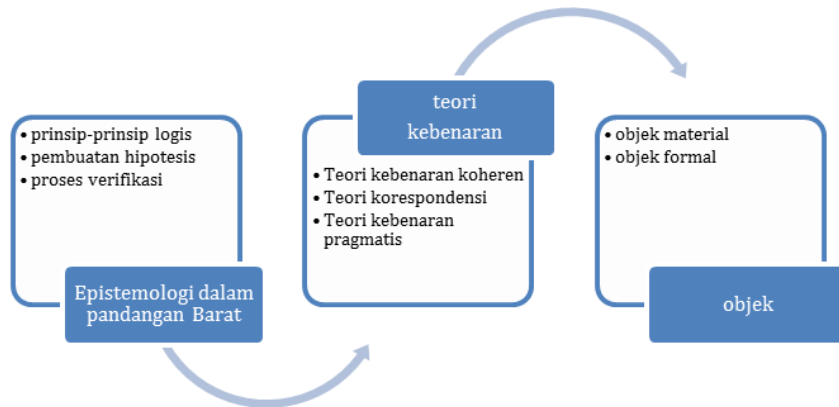 • prinsip-prinsip logis
• pembuatan hipotesis
• proses verifikasi
Epistemologi dalam
pandangan Barat
teori
kebenaran
• Teori kebenaran koheren
• Teori korespondensi
• Teori kebenaran
pragmatis
• objek material
• objek formal
objek